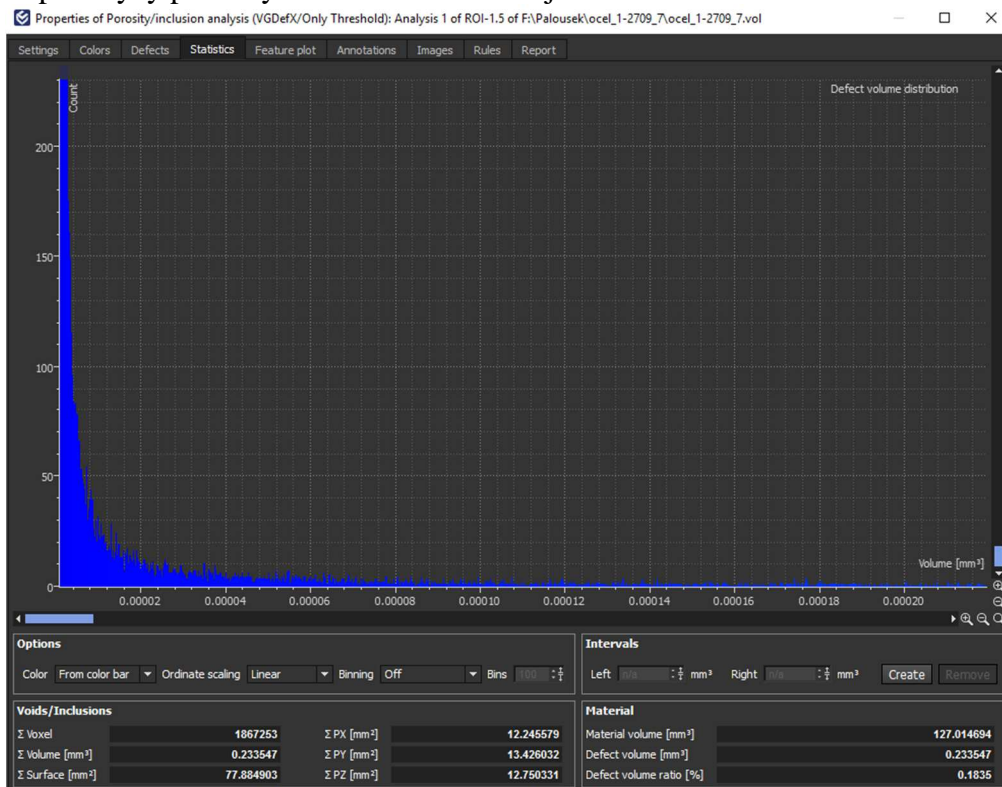 Properties of Porosity/inclusion analysis (VGDefX/Only Threshold): Analysis 1 of ROI-1.5 of F:\Palousek\ocel_1-2709_7\ocel_1-2709_7.vol
Settings Colors Defects Statistics Feature plot Annotations Images Rules Report
Defect volume distribution
Count
200
150
100
50
Volume [mm³]
0
0.00002 0.00004 0.00006 0.00008 0.00010 0.00012 0.00014 0.00016 0.00018 0.00020
Options
Color From color bar Ordinate scaling Linear Binning Off Bins 100
Intervals
Left n/a mm³ Right n/a mm³ Create Remove
Voids/Inclusions
Σ Voxel 1867253 Σ PX [mm²] 12.245579
Σ Volume [mm³] 0.233547 Σ PY [mm²] 13.426032
Σ Surface [mm²] 77.884903 Σ PZ [mm²] 12.750331
Material
Material volume [mm³] 127.014694
Defect volume [mm³] 0.233547
Defect volume ratio [%] 0.1835